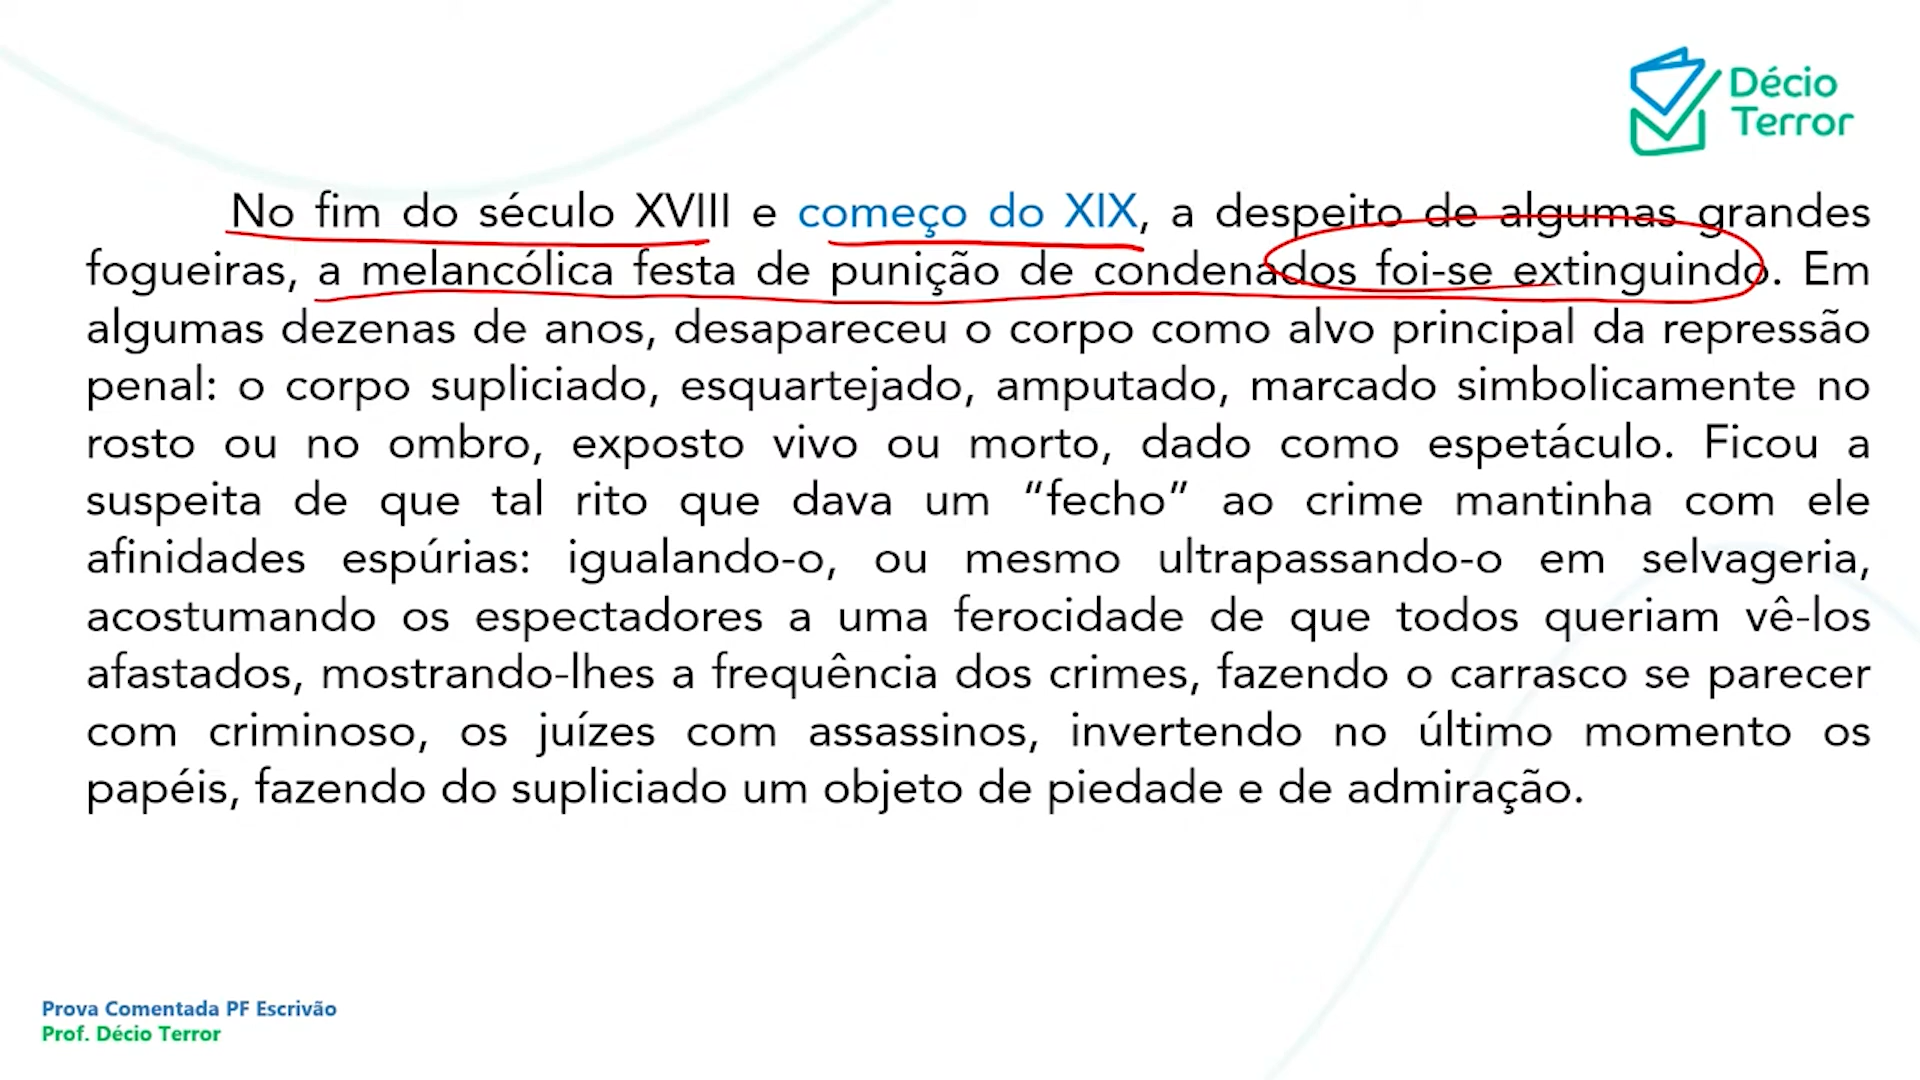 Décio
Terror
No fim do século XVIII e começo do XIX, a despeito de algumas grandes
fogueiras, a melancólica festa de punição de condenados foi-se extinguindo. Em
algumas dezenas de anos, desapareceu o corpo como alvo principal da repressão
penal: o corpo supliciado, esquartejado, amputado, marcado simbolicamente no
rosto ou no ombro, exposto vivo ou morto, dado como espetáculo. Ficou a
suspeita de que tal rito que dava um “fecho” ao crime mantinha com ele
afinidades espúrias: igualando-o, ou mesmo ultrapassando-o em selvageria,
acostumando os espectadores a uma ferocidade de que todos queriam vê-los
afastados, mostrando-lhes a frequência dos crimes, fazendo o carrasco se parecer
com criminoso, os juízes com assassinos, invertendo no último momento os
papéis, fazendo do supliciado um objeto de piedade e de admiração.
Prova Comentada PF Escrivão
Prof. Décio Terror